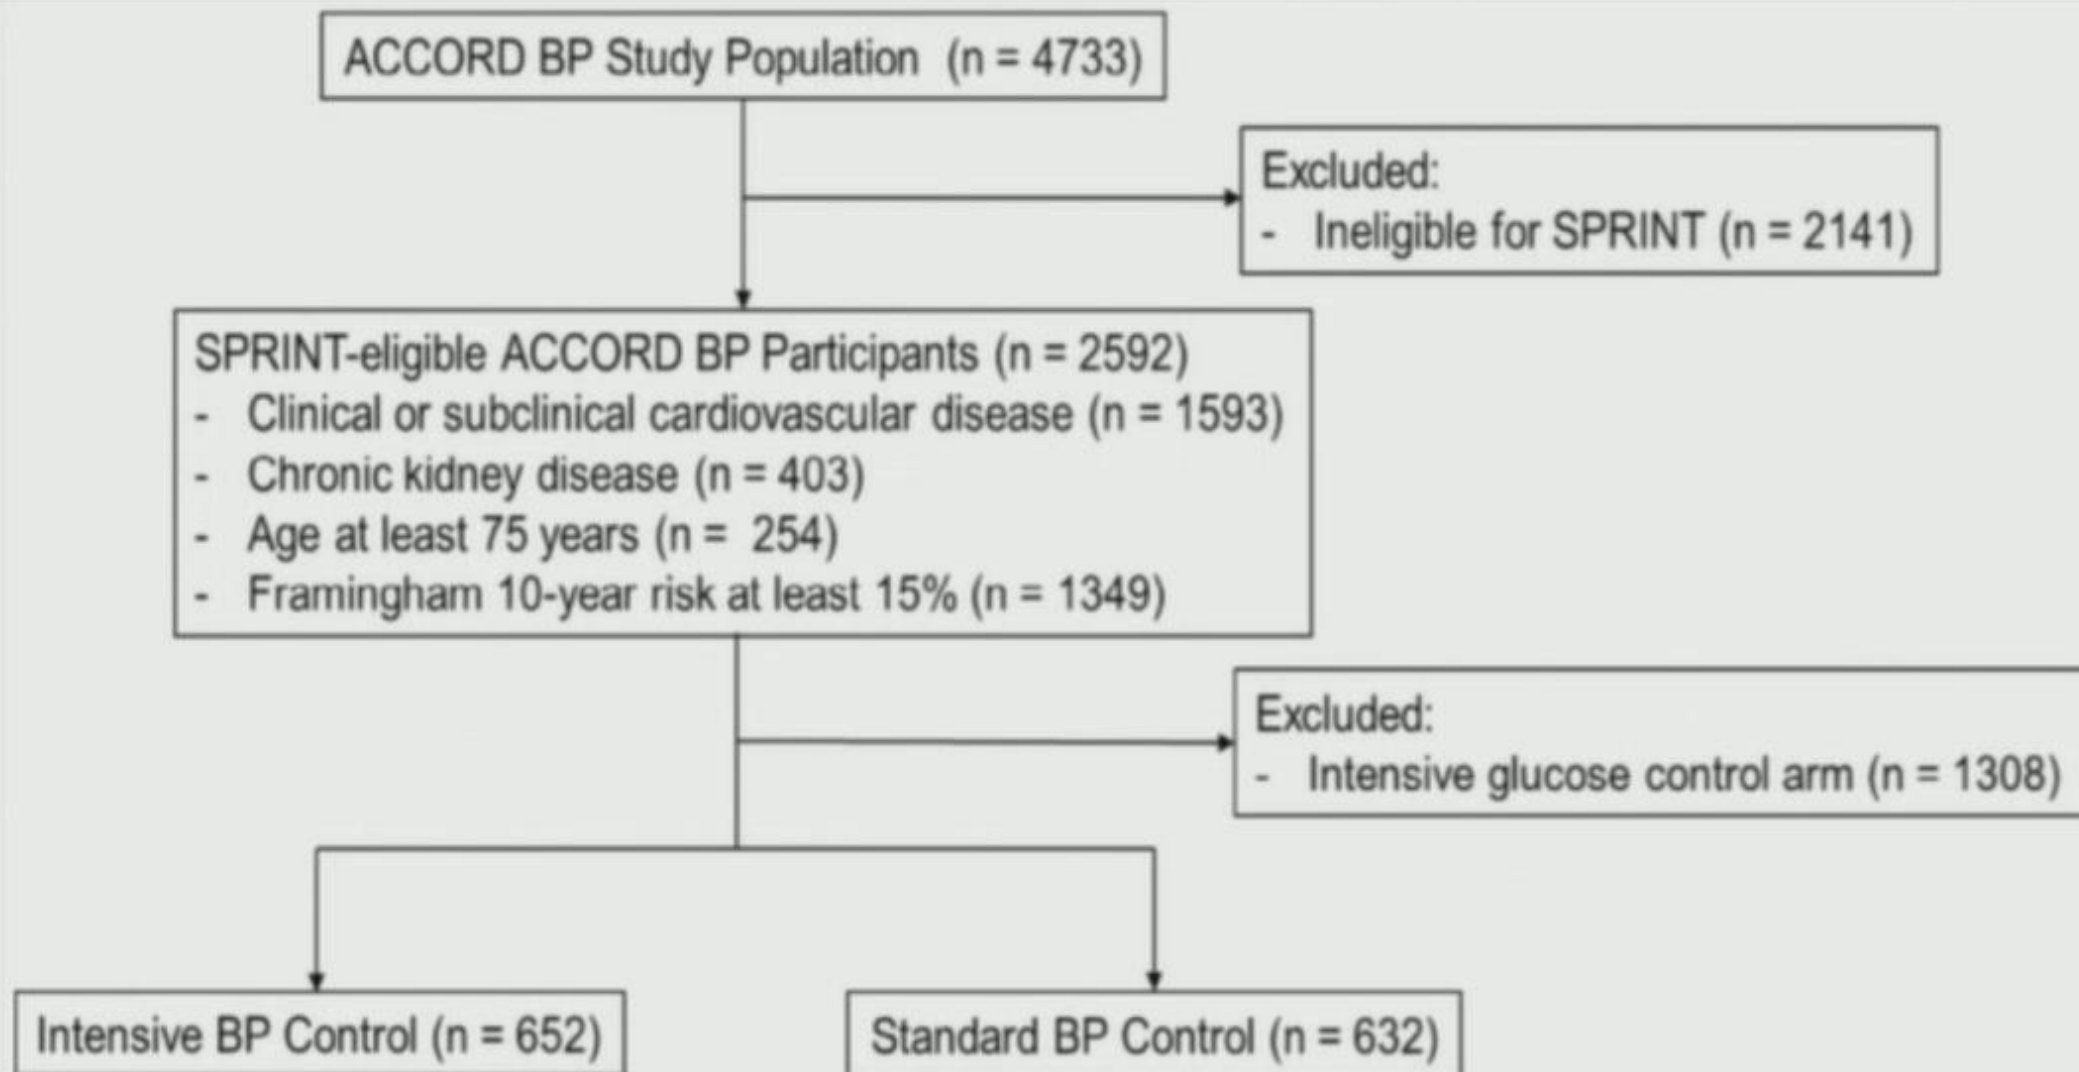 ACCORD BP Study Population (n = 4733)
Excluded:
- Ineligible for SPRINT (n = 2141)
SPRINT-eligible ACCORD BP Participants (n = 2592)
- Clinical or subclinical cardiovascular disease (n = 1593)
- Chronic kidney disease (n = 403)
- Age at least 75 years (n = 254)
- Framingham 10-year risk at least 15% (n = 1349)
Excluded:
- Intensive glucose control arm (n = 1308)
Intensive BP Control (n = 652)
Standard BP Control (n = 632)